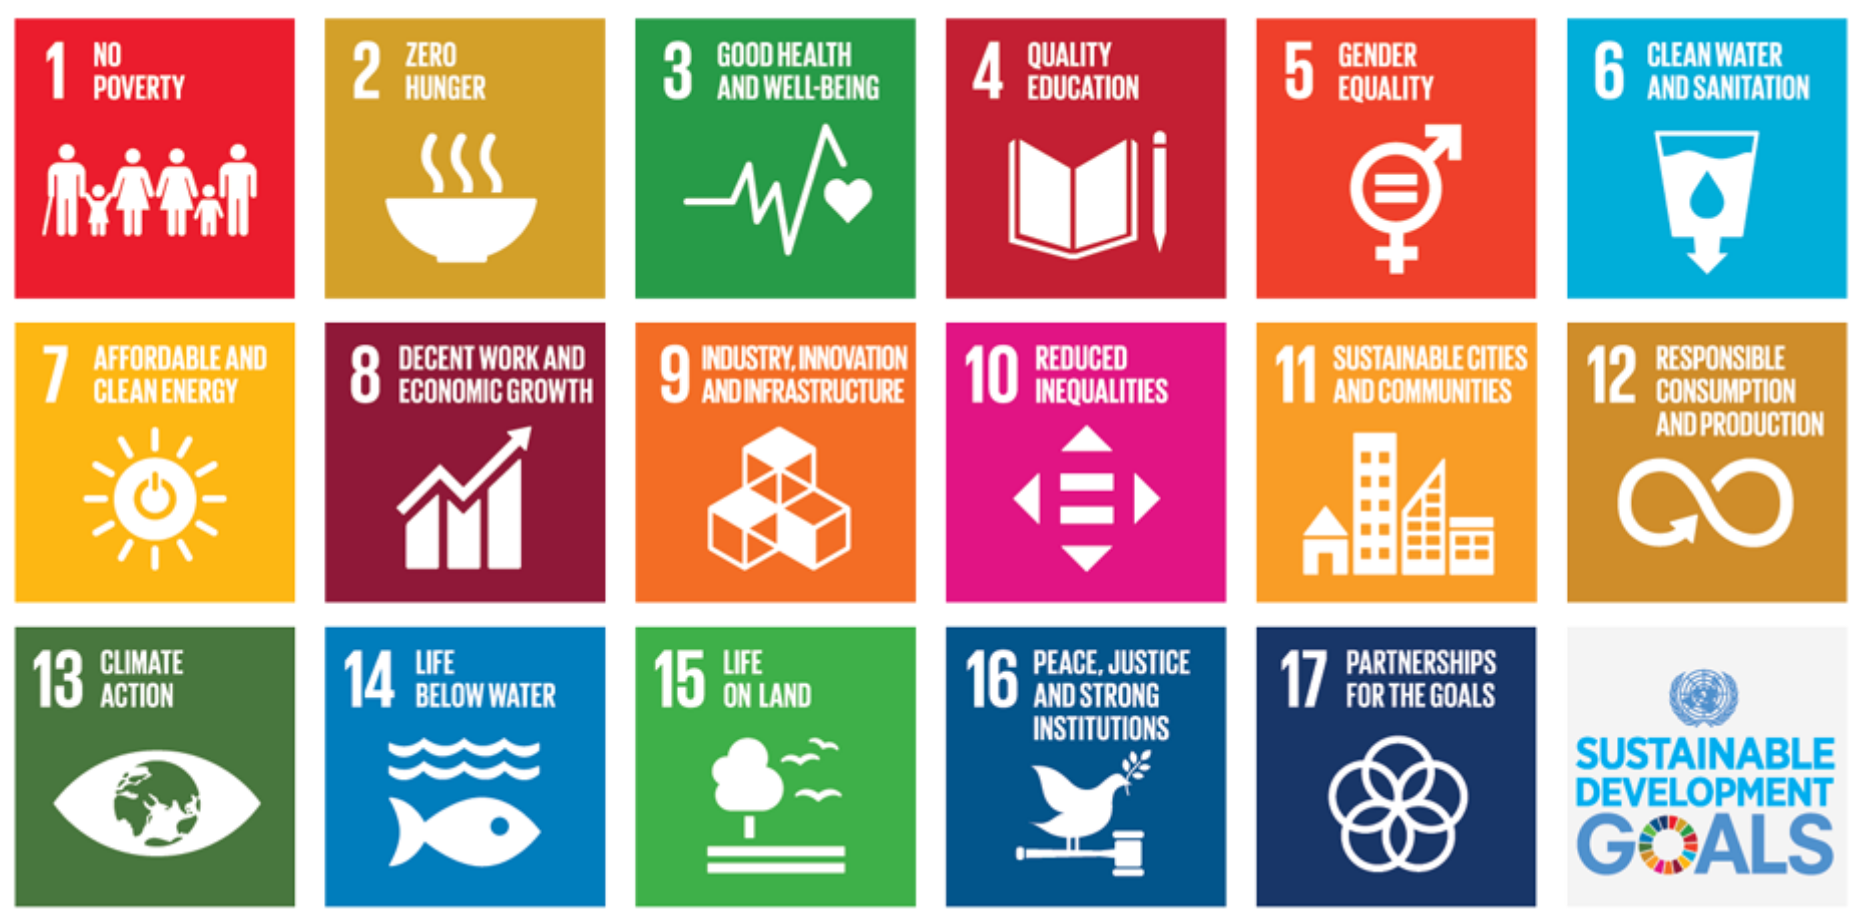 1 NO
POVERTY
2 ZERO
HUNGER
3 GOOD HEALTH
AND WELL-BEING
4 QUALITY
EDUCATION
5 GENDER
EQUALITY
6 CLEAN WATER
AND SANITATION
7 AFFORDABLE AND
CLEAN ENERGY
8 DECENT WORK AND
ECONOMIC GROWTH
9 INDUSTRY, INNOVATION
AND INFRASTRUCTURE
10 REDUCED
INEQUALITIES
11 SUSTAINABLE CITIES
AND COMMUNITIES
12 RESPONSIBLE
CONSUMPTION
AND PRODUCTION
13 CLIMATE
ACTION
14 LIFE
BELOW WATER
15 LIFE
ON LAND
16 PEACE, JUSTICE
AND STRONG
INSTITUTIONS
17 PARTNERSHIPS
FOR THE GOALS
SUSTAINABLE
DEVELOPMENT
GOALS